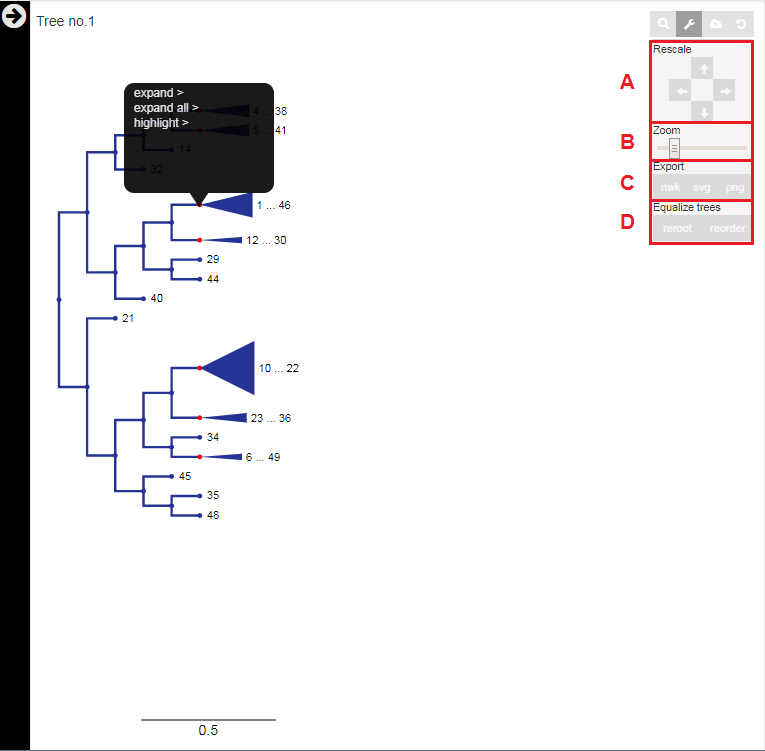 Tree no.1
expand >
expand all >
highlight >
4 ... 38
5 ... 41
14
32
1 ... 46
12 ... 30
29
44
40
21
10 ... 22
23 ... 36
34
6 ... 49
45
35
48
0.5
A
Rescale
B
Zoom
C
Export
nwk svg png
D
Equalize trees
reroot reorder